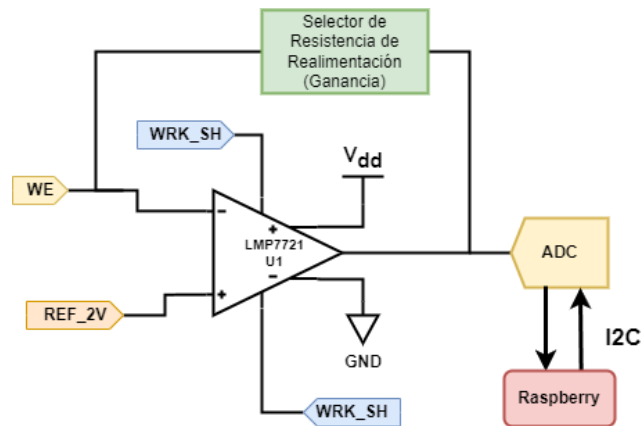 Selector de
Resistencia de
Realimentación
(Ganancia)
WRK_SH
Vdd
WE
-
+
LMP7721
U1
-
+
ADC
REF_2V
GND
I2C
WRK_SH
Raspberry